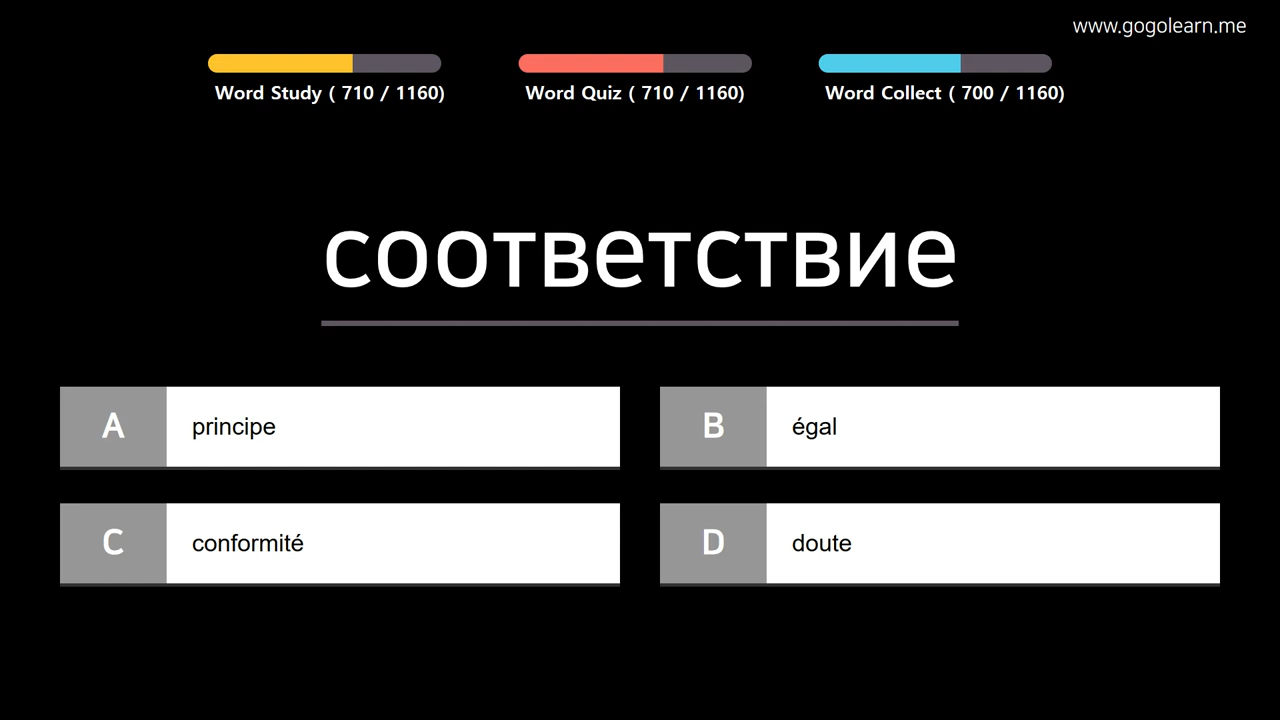 www.gogolearn.me
Word Study ( 710 / 1160)
Word Quiz ( 710 / 1160)
Word Collect ( 700 / 1160)
соответствие
A principe
B égal
C conformité
D doute